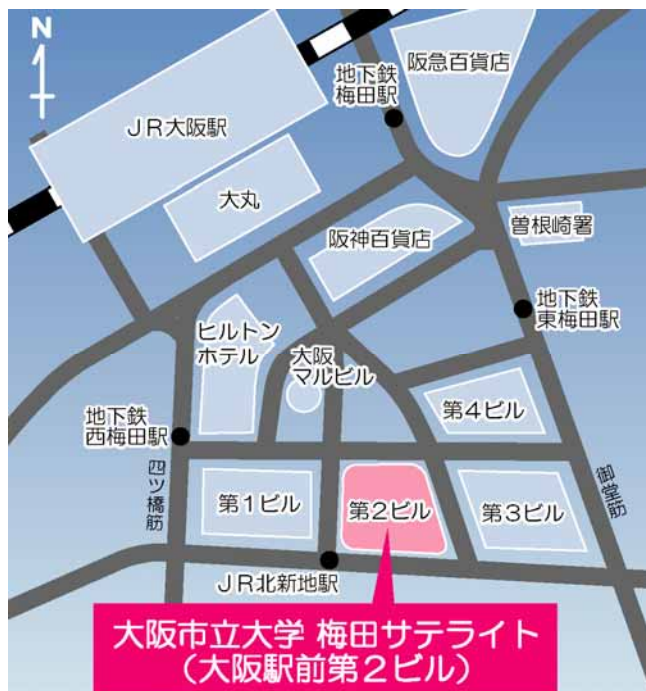 N
阪急百貨店
地下鉄
梅田駅
JR大阪駅
大丸
阪神百貨店
曽根崎署
地下鉄
東梅田駅
ヒルトン
ホテル
大阪
マルビル
第4ビル
地下鉄
西梅田駅
四ツ橋筋
第1ビル
第2ビル
第3ビル
御堂筋
JR北新地駅
大阪市立大学 梅田サテライト
(大阪駅前第2ビル)